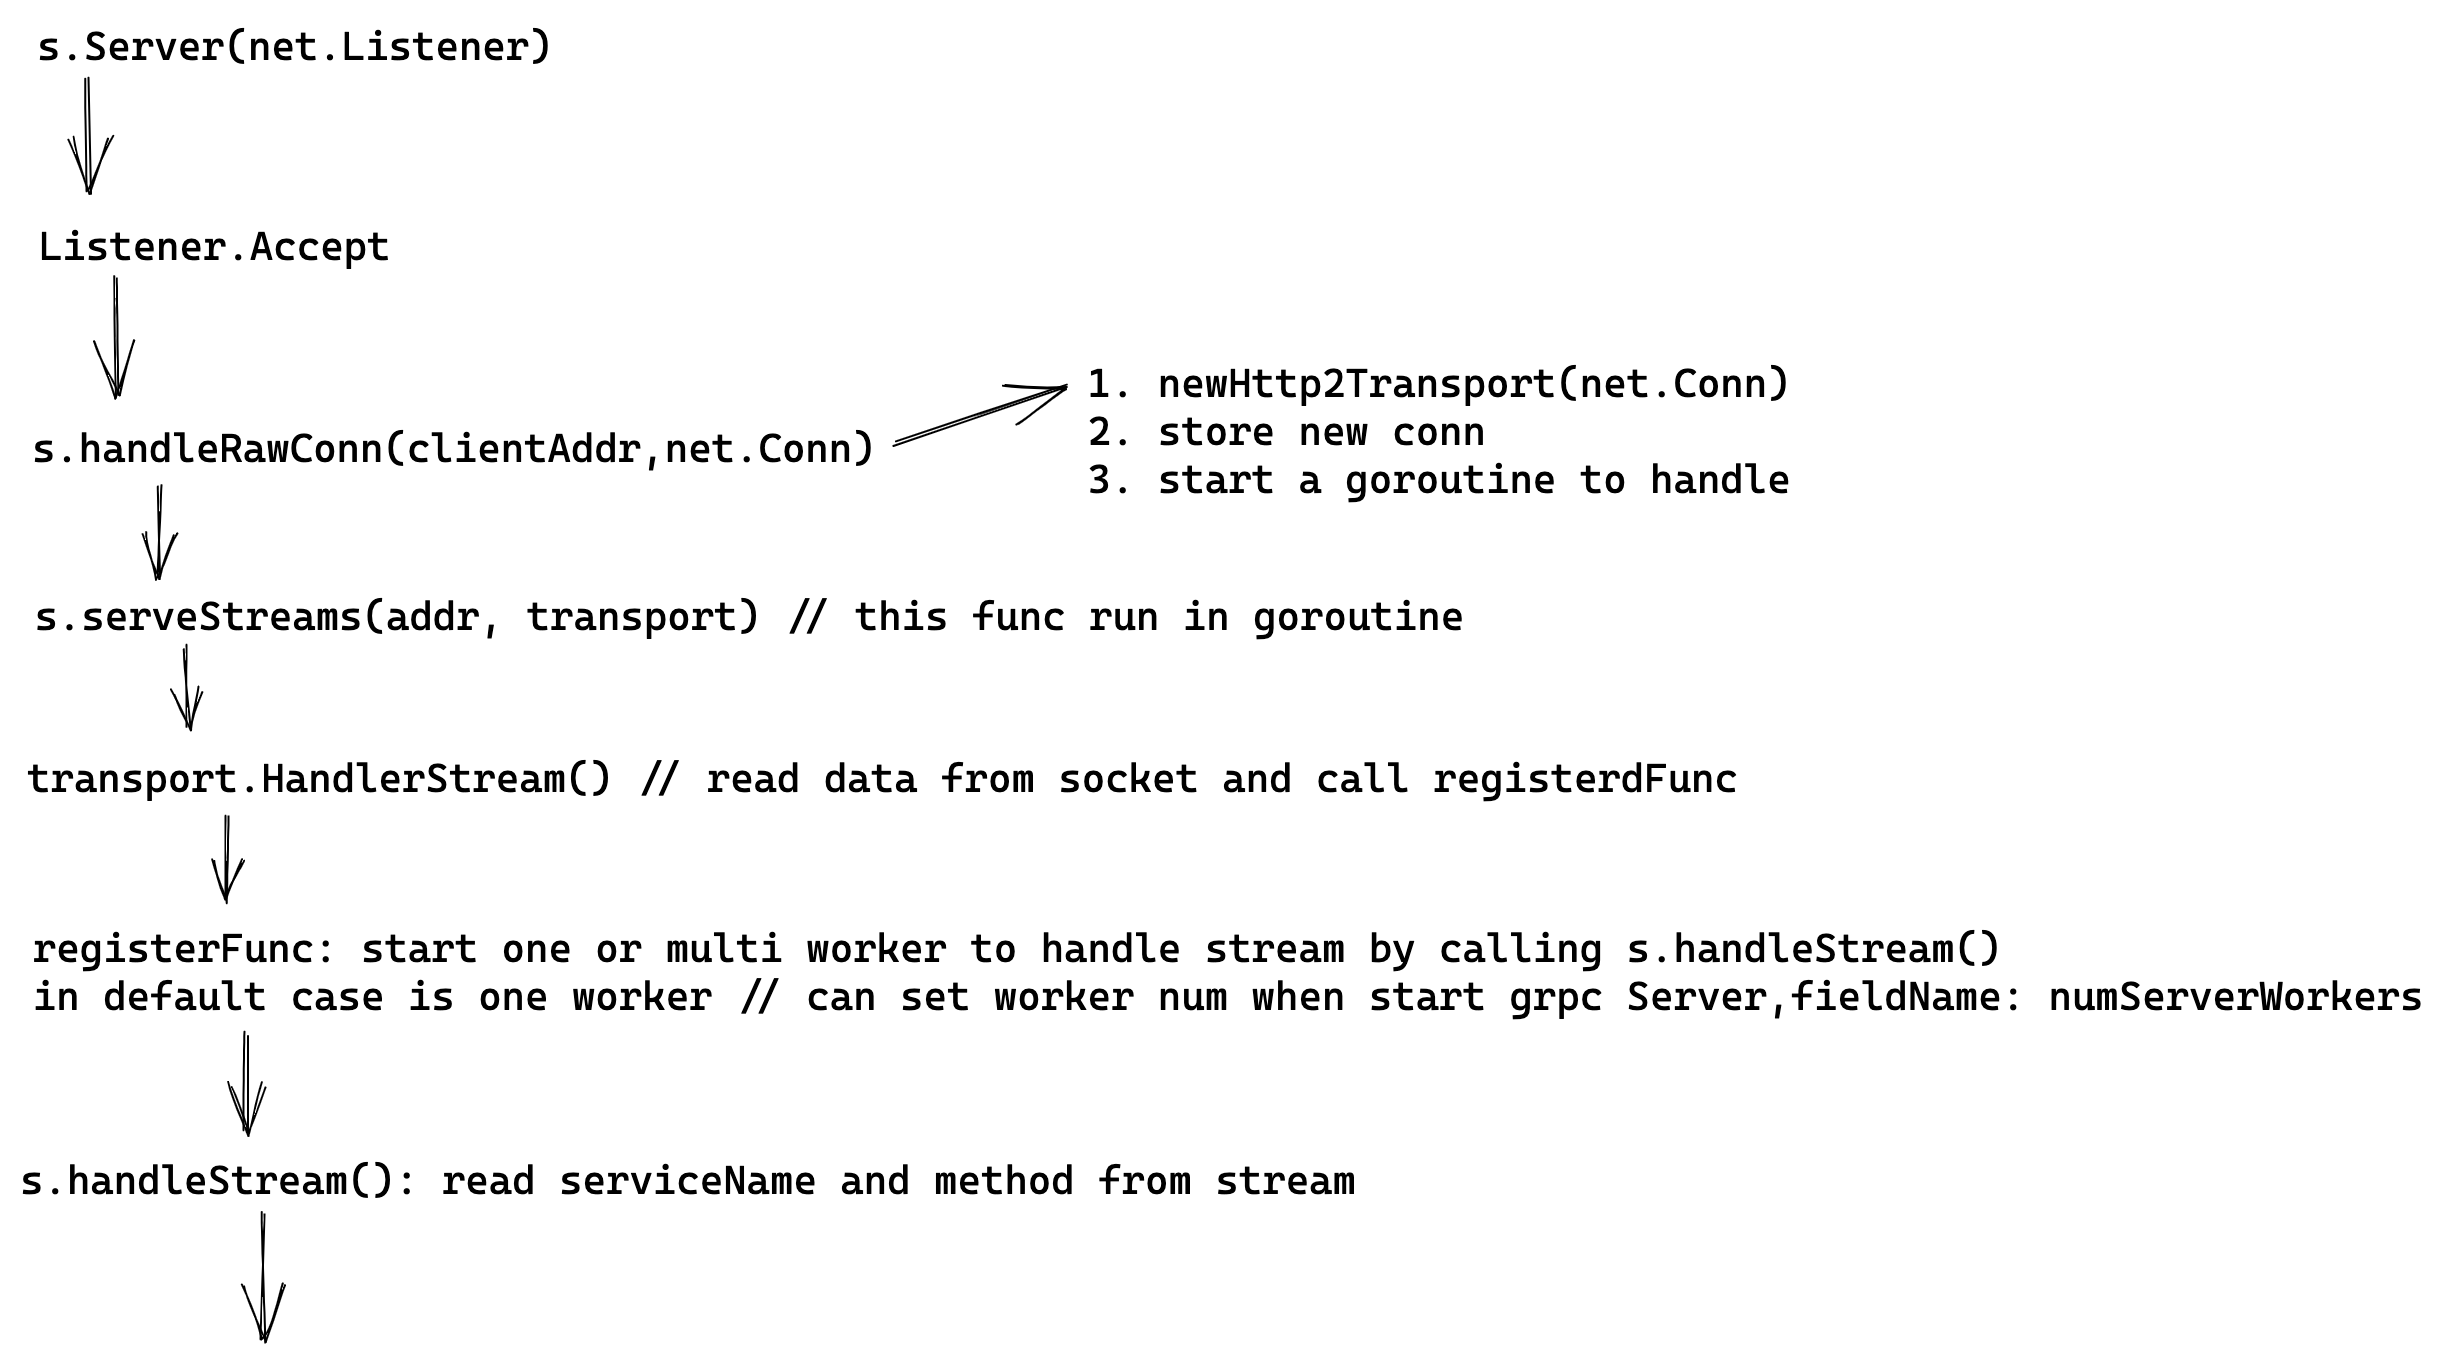 s.Server(net.Listener)
Listener.Accept
s.handleRawConn(clientAddr,net.Conn)
1. newHttp2Transport(net.Conn)
2. store new conn
3. start a goroutine to handle
s.serveStreams(addr, transport) // this func run in goroutine
transport.HandlerStream() // read data from socket and call registerdFunc
registerFunc: start one or multi worker to handle stream by calling s.handleStream()
in default case is one worker // can set worker num when start grpc Server,fieldName: numServerWorkers
s.handleStream(): read serviceName and method from stream